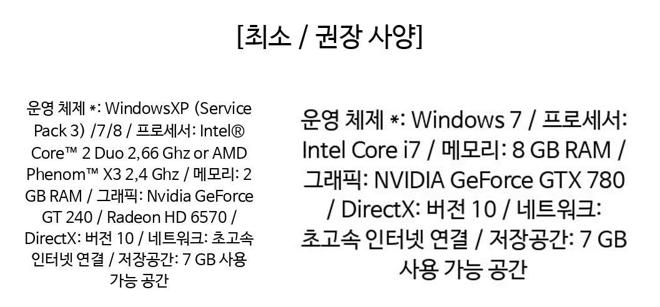 [최소 / 권장 사양]
운영 체제 *: WindowsXP (Service
Pack 3) /7/8 / 프로세서: Intel®
Core™ 2 Duo 2,66 Ghz or AMD
Phenom™ X3 2,4 Ghz / 메모리: 2
GB RAM / 그래픽: Nvidia GeForce
GT 240 / Radeon HD 6570 /
DirectX: 버전 10 / 네트워크: 초고속
인터넷 연결 / 저장공간: 7 GB 사용
가능 공간
운영 체제 *: Windows 7 / 프로세서:
Intel Core i7 / 메모리: 8 GB RAM /
그래픽: NVIDIA GeForce GTX 780
/ DirectX: 버전 10 / 네트워크:
초고속 인터넷 연결 / 저장공간: 7 GB
사용 가능 공간